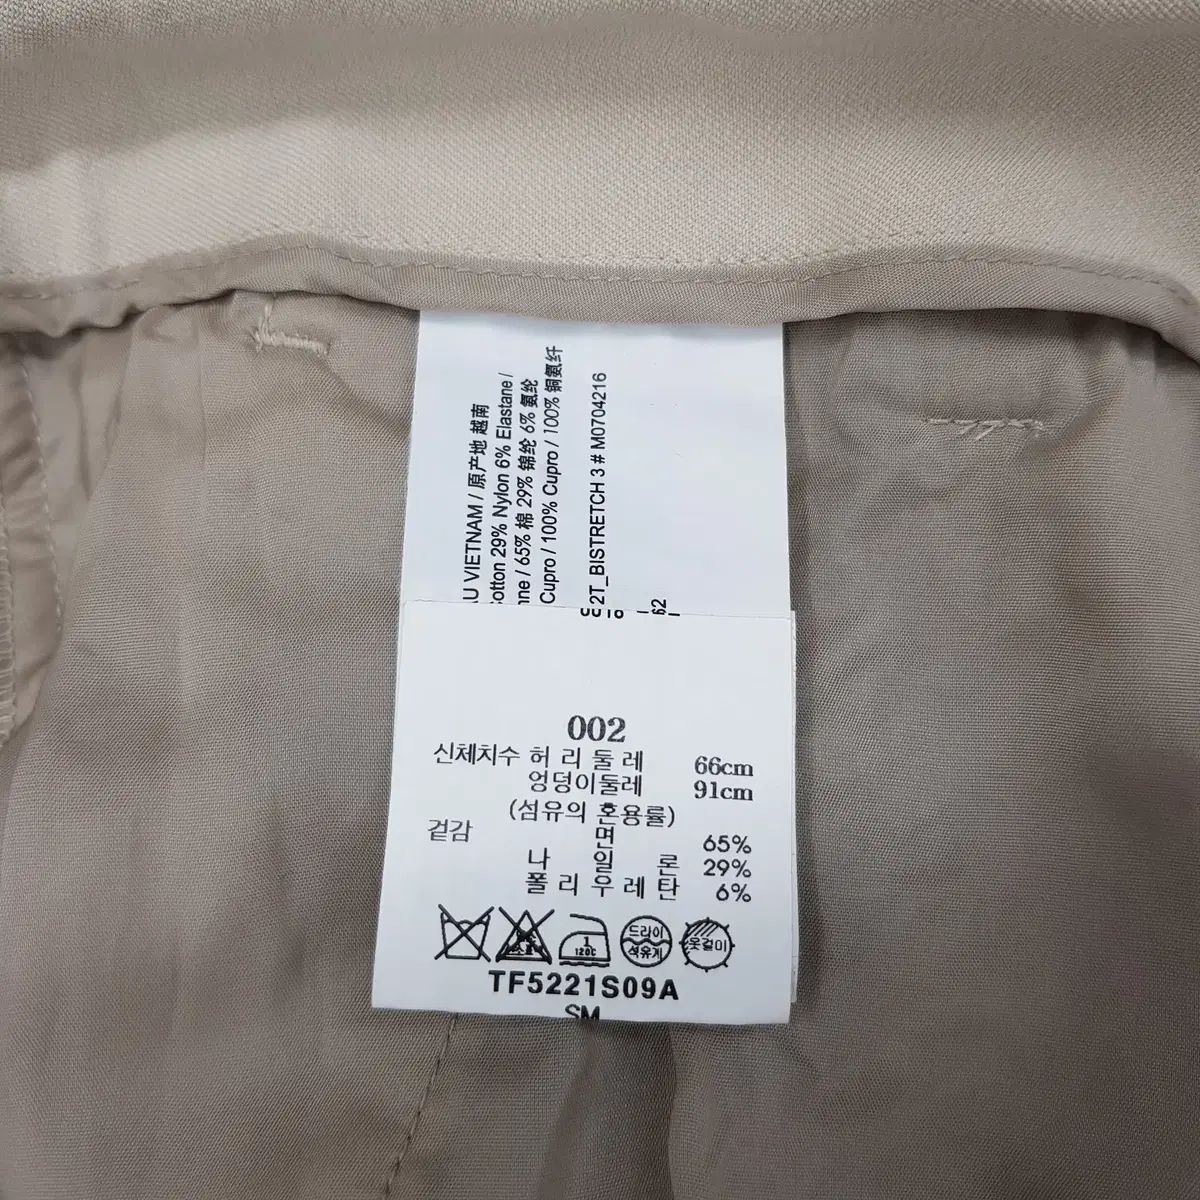 VIETNAM / 原产地 越南
29% Nylon 6% Elastane /
/ 65% 棉 29% 锦纶 6% 氨纶
Cupro / 100% Cupro / 100% 铜氨纤
2T_BISTRETCH 3 # M0704216
62
002
신체치수 허 리 둘 레 66cm
엉덩이둘레 91cm
(섬유의 혼용률)
겉감 면 65%
나 일 론 29%
폴 리 우 레 탄 6%
1 120C 드라이 석유계 옷걸이
TF5221S09A
SM